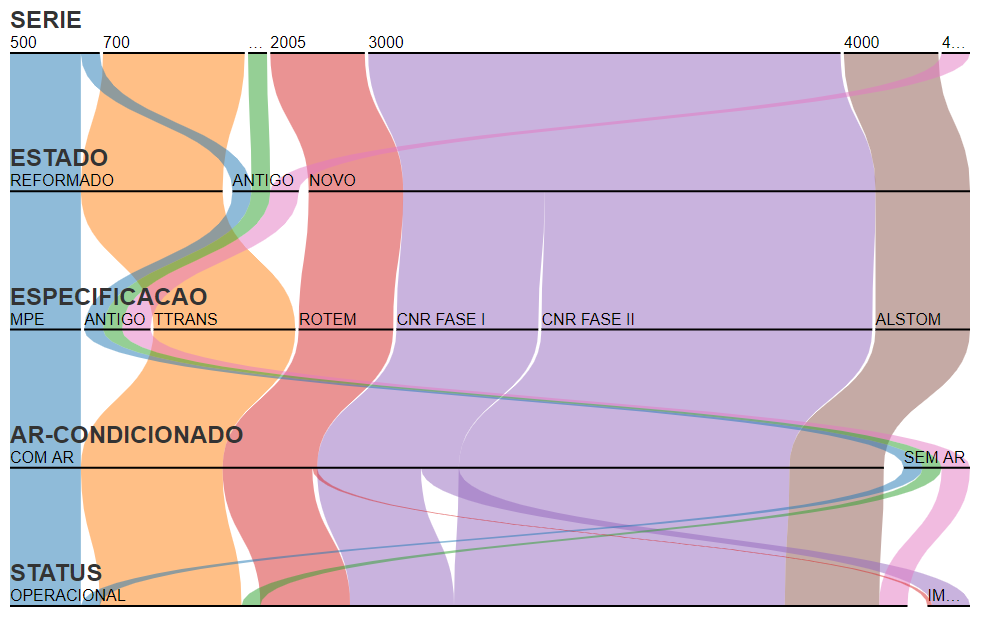 SERIE
500 700 ... 2005 3000 4000 4...
ESTADO
REFORMADO ANTIGO NOVO
ESPECIFICACAO
MPE ANTIGO TTRANS ROTEM CNR FASE I CNR FASE II ALSTOM
AR-CONDICIONADO
COM AR SEM AR
STATUS
OPERACIONAL IM...